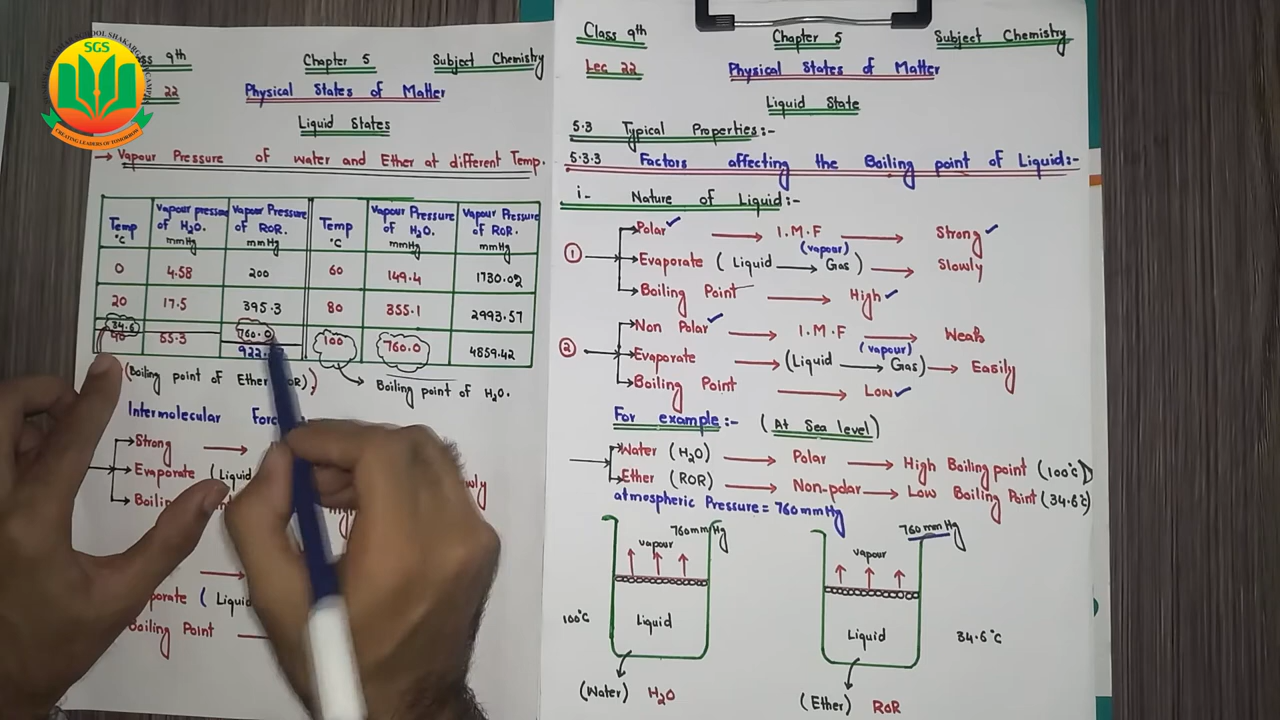 SGS
CREATING LEADERS OF TOMORROW
9th
Chapter 5
Subject Chemistry
22
Physical States of Matter
Liquid States
→ Vapour Pressure of water and Ether at different Temp.
Temp °C
Vapour pressure of H₂O. mmHg
Vapour Pressure of ROR. mmHg
Temp °C
Vapour Pressure of H₂O. mmHg
Vapour Pressure of ROR. mmHg
0 4.58 200 60 149.4 1730.02
20 17.5 395.3 80 355.1 2993.57
34.6 760.0
40 55.3 922. 100 760.0 4859.42
(Boiling point of Ether ROR)
Boiling point of H₂O.
Intermolecular
Strong →
Evaporate (Liquid
Boiling Point →
Class 9th
Chapter 5
Subject Chemistry
Lec 22
Physical States of Matter
Liquid State
5.3 Typical Properties:-
5.3.3 Factors affecting the Boiling point of Liquid:-
i- Nature of Liquid:-
① Polar ✓ → I.M.F → Strong ✓
Evaporate (Liquid → Gas) (vapour) → Slowly
Boiling Point → High ✓
② Non Polar ✓ → I.M.F → Weak
Evaporate → (Liquid → Gas) (vapour) → Easily
Boiling Point → Low ✓
For example:- (At Sea level)
Water (H₂O) → Polar → High Boiling point (100°c)
Ether (ROR) → Non-polar → Low Boiling Point (34.6°c)
atmospheric Pressure = 760mmHg
760mmHg
vapour
100°C
Liquid
(Water) H₂O
760 mmHg
vapour
Liquid
34.6°c
(Ether) ROR